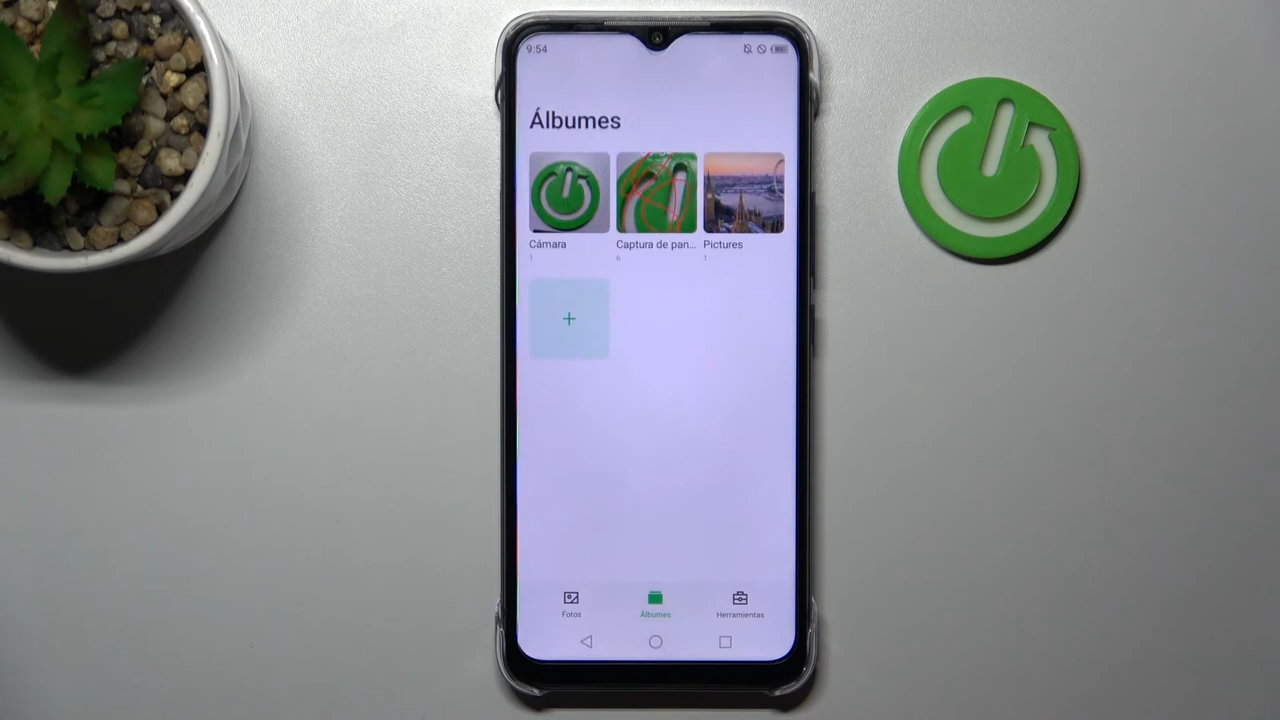 9:54
Álbumes
Cámara
Captura de pan...
Pictures
1
6
1
+
Fotos
Álbumes
Herramientas